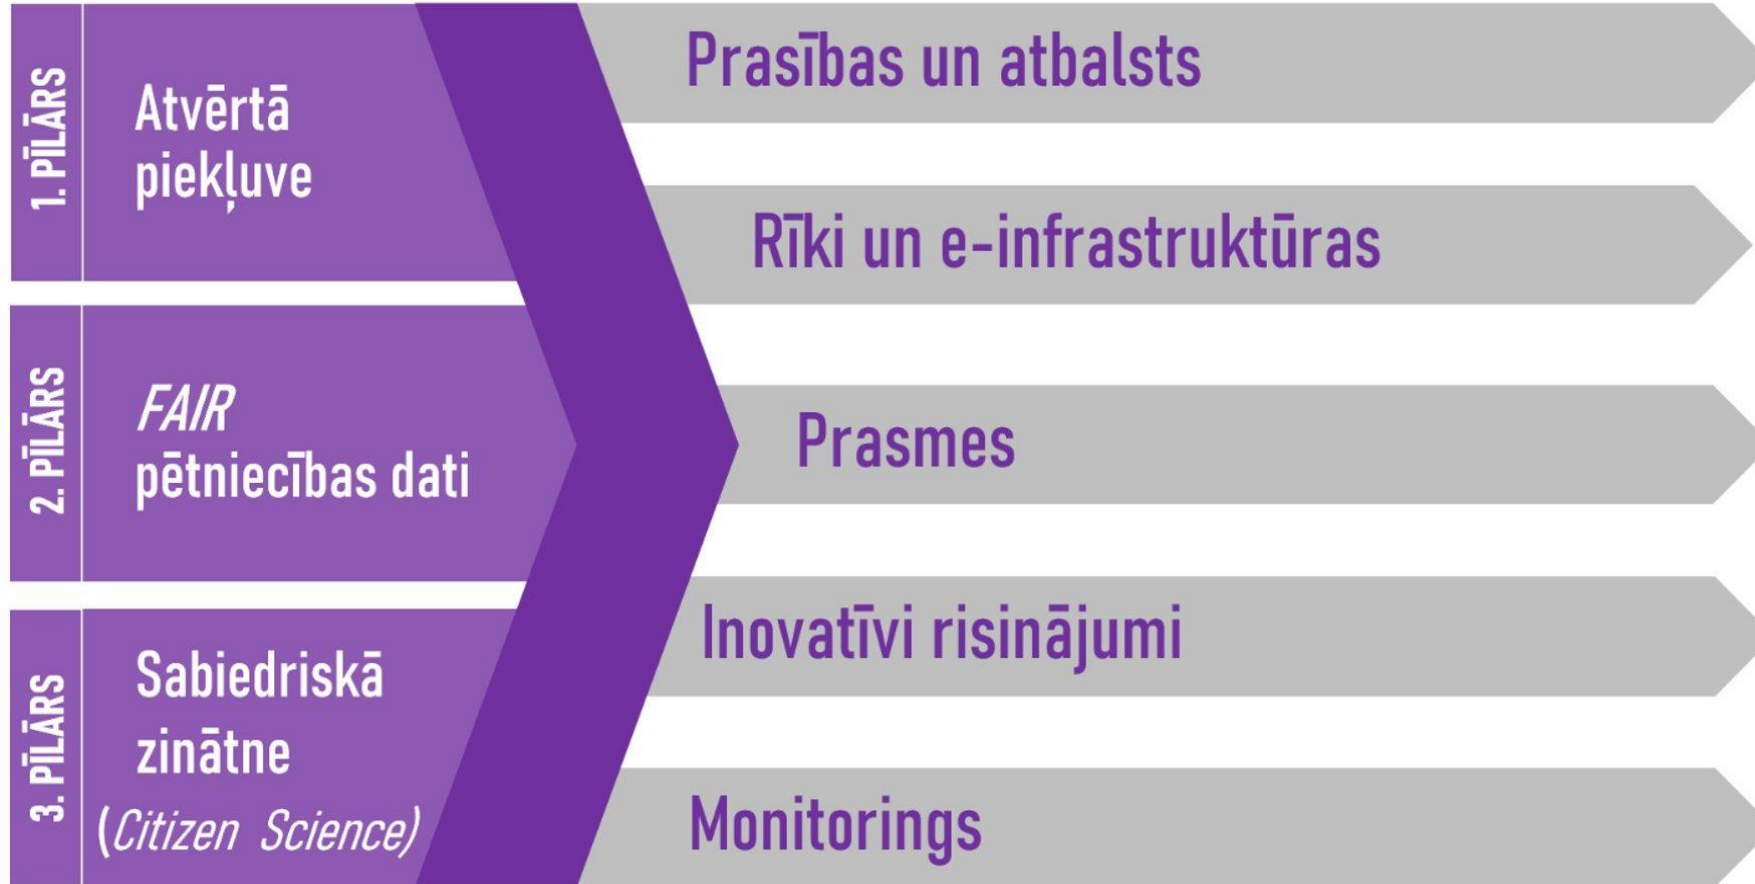 1. PĪLĀRS
Atvērtā
piekļuve
2. PĪLĀRS
FAIR
pētniecības dati
3. PĪLĀRS
Sabiedriskā
zinātne
(Citizen Science)
Prasības un atbalsts
Rīki un e-infrastruktūras
Prasmes
Inovatīvi risinājumi
Monitorings